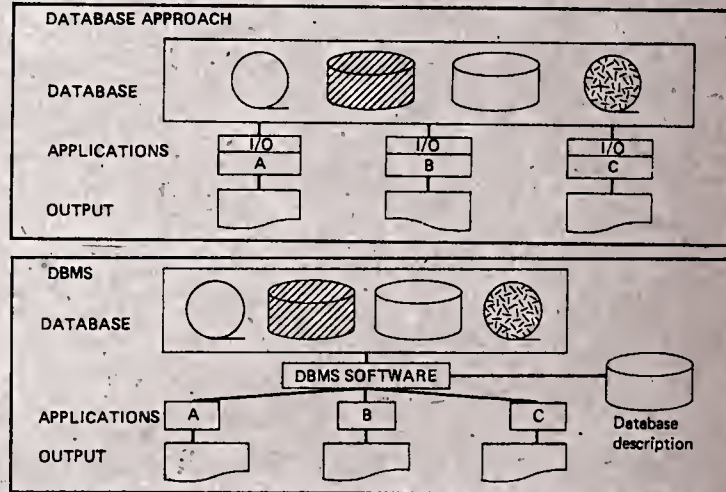 DATABASE APPROACH
DATABASE
APPLICATIONS
I/O I/O I/O
A B C
OUTPUT
DBMS
DATABASE
DBMS SOFTWARE
APPLICATIONS A B C
Database
description
OUTPUT